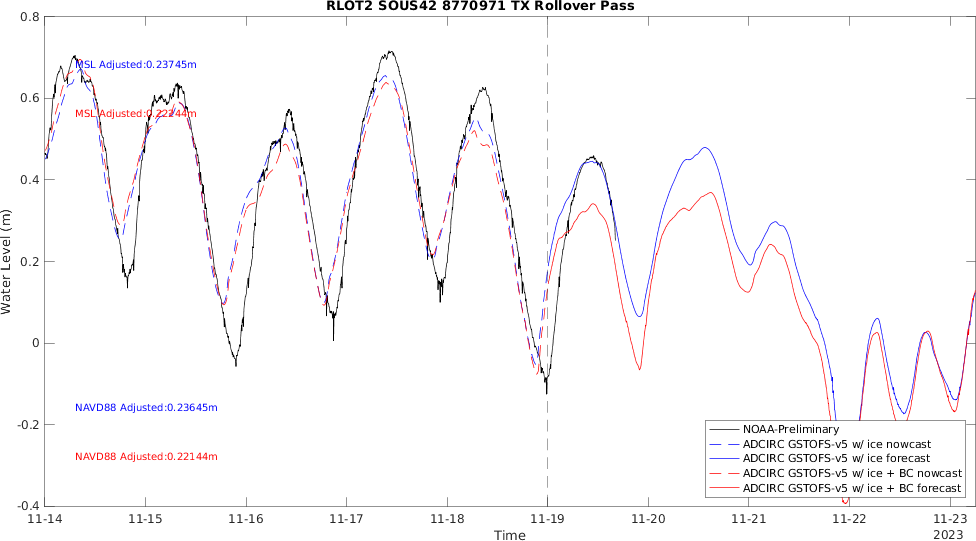 RLOT2 SOUS42 8770971 TX Rollover Pass
0.8
0.6
0.4
0.2
0
-0.2
-0.4
Water Level (m)
MSL Adjusted:0.23745m
MSL Adjusted:0.22244m
NAVD88 Adjusted:0.23645m
NAVD88 Adjusted:0.22144m
NOAA-Preliminary
ADCIRC GSTOFS-v5 w/ ice nowcast
ADCIRC GSTOFS-v5 w/ ice forecast
ADCIRC GSTOFS-v5 w/ ice + BC nowcast
ADCIRC GSTOFS-v5 w/ ice + BC forecast
11-14 11-15 11-16 11-17 11-18 11-19 11-20 11-21 11-22 11-23
2023
Time